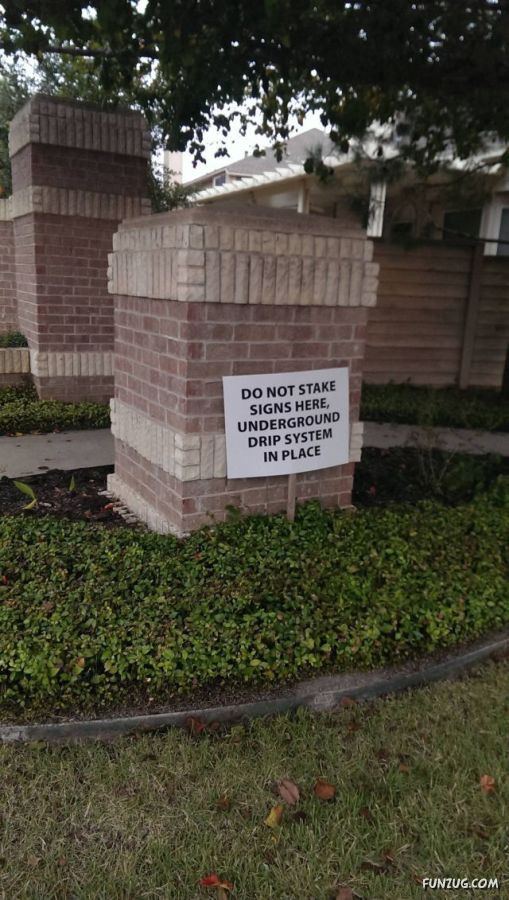 DO NOT STAKE
SIGNS HERE,
UNDERGROUND
DRIP SYSTEM
IN PLACE
FUNZUG.COM